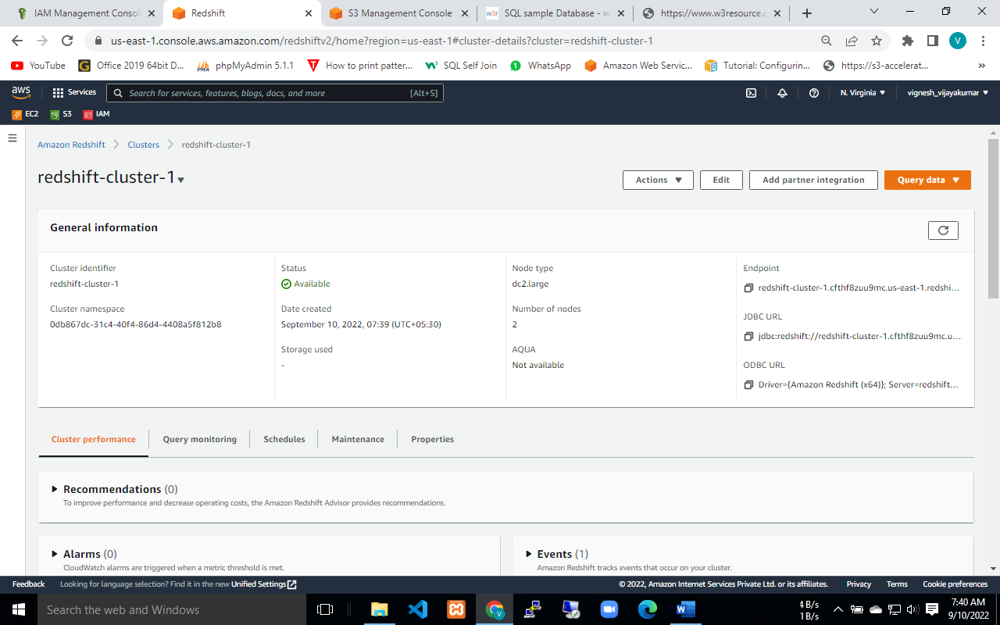 IAM Management Consol
Redshift
S3 Management Console
w3r
SQL sample Database - w
https://www.w3resource.c
us-east-1.console.aws.amazon.com/redshiftv2/home?region=us-east-1#cluster-details?cluster=redshift-cluster-1
V
YouTube
G
Office 2019 64bit D...
PMA
phpMyAdmin 5.1.1
How to print patter...
SQL Self Join
1
WhatsApp
Amazon Web Servic...
Tutorial: Configurin...
https://s3-accelerat...
»
aws
Services
Search for services, features, blogs, docs, and more
[Alt+S]
N. Virginia
vignesh_vijayakumar
EC2
S3
IAM
Amazon Redshift
Clusters
redshift-cluster-1
redshift-cluster-1
Actions
Edit
Add partner integration
Query data
General information
Cluster identifier
redshift-cluster-1
Cluster namespace
0db867dc-31c4-40f4-86d4-4408a5f812b8
Status
Available
Date created
September 10, 2022, 07:39 (UTC+05:30)
Storage used
-
Node type
dc2.large
Number of nodes
2
AQUA
Not available
Endpoint
redshift-cluster-1.cfthf8zuu9mc.us-east-1.redshi...
JDBC URL
jdbc:redshift://redshift-cluster-1.cfthf8zuu9mc.u...
ODBC URL
Driver={Amazon Redshift (x64)}; Server=redshift...
Cluster performance
Query monitoring
Schedules
Maintenance
Properties
Recommendations (0)
To improve performance and decrease operating costs, the Amazon Redshift Advisor provides recommendations.
Alarms (0)
CloudWatch alarms are triggered when a metric threshold is met.
Events (1)
Amazon Redshift tracks events that occur on your cluster.
Feedback
Looking for language selection? Find it in the new Unified Settings
© 2022, Amazon Internet Services Private Ltd. or its affiliates.
Privacy
Terms
Cookie preferences
Search the web and Windows
4 B/s
1 B/s
7:40 AM
9/10/2022